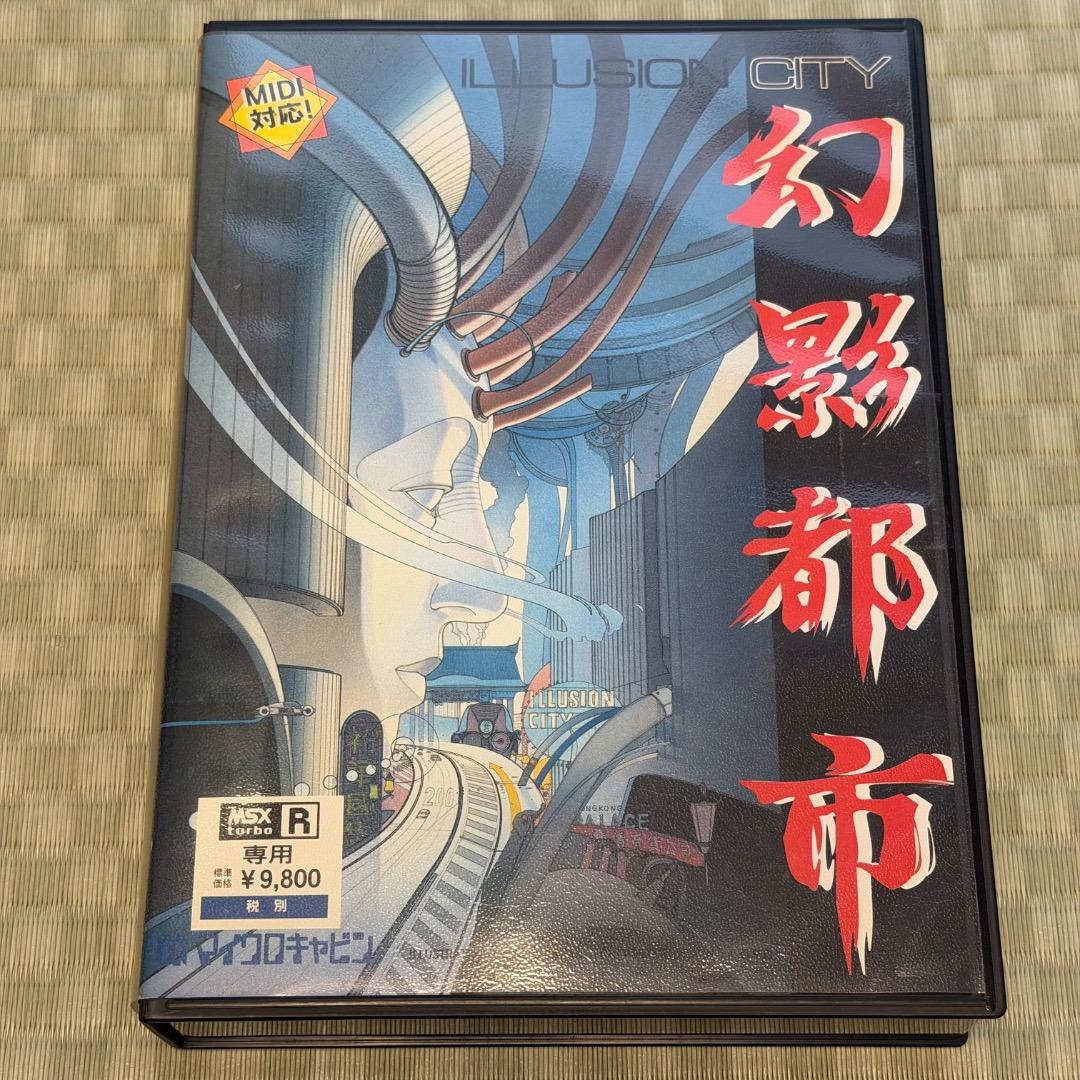 ILLUSION CITY
MIDI
対応!
幻影都市
ILLUSION
CITY
200
MSX
turbo R
専用
標準
価格 ¥9,800
税別
マイクロキャビン